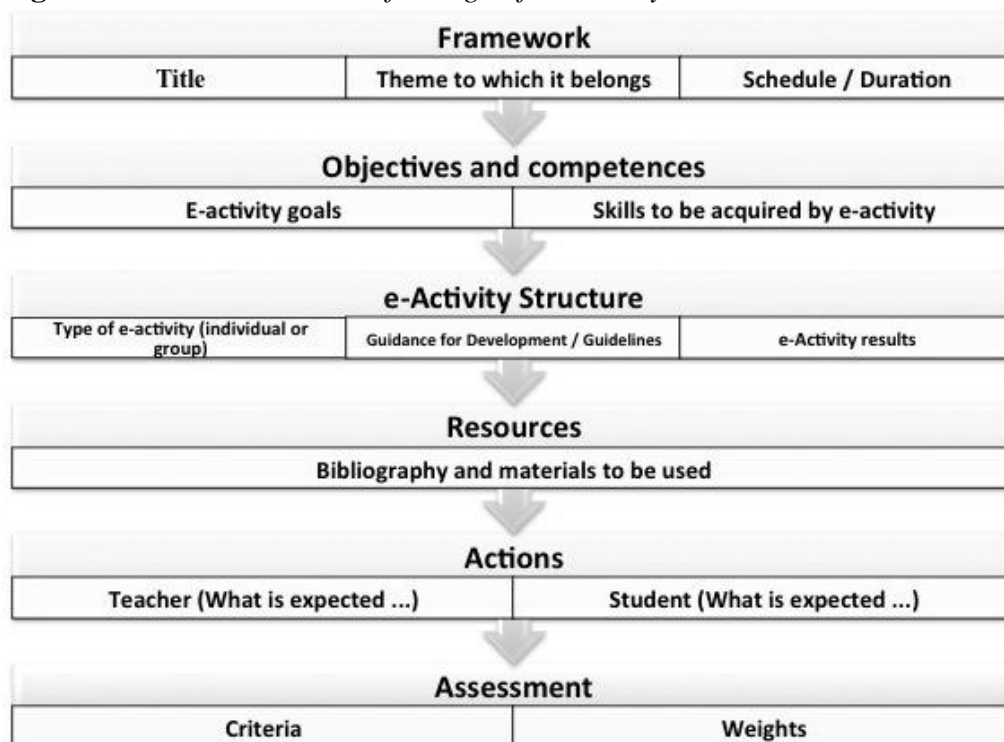 Framework
Title
Theme to which it belongs
Schedule / Duration
Objectives and competences
E-activity goals
Skills to be acquired by e-activity
e-Activity Structure
Type of e-activity (individual or
group)
Guidance for Development / Guidelines
e-Activity results
Resources
Bibliography and materials to be used
Actions
Teacher (What is expected ...)
Student (What is expected ...)
Assessment
Criteria
Weights